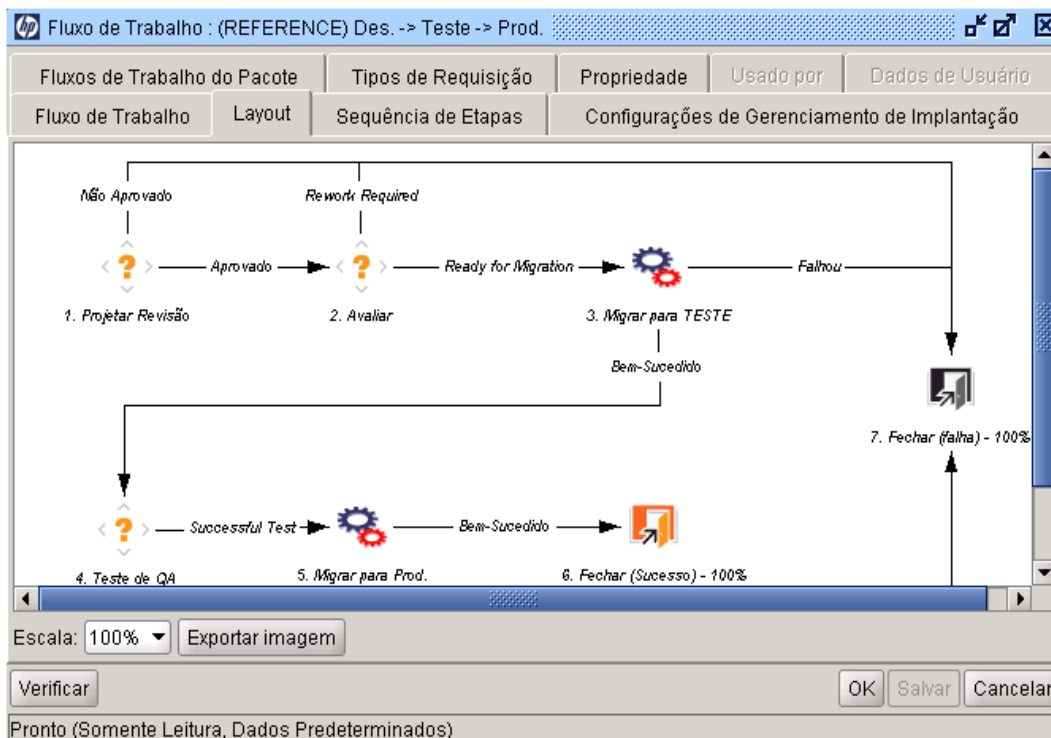 hp Fluxo de Trabalho : (REFERENCE) Des. -> Teste -> Prod.
Fluxos de Trabalho do Pacote Tipos de Requisição Propriedade Usado por Dados de Usuário
Fluxo de Trabalho Layout Sequência de Etapas Configurações de Gerenciamento de Implantação
Não Aprovado Rework Required
? Aprovado ? Ready for Migration Falhou
1. Projetar Revisão 2. Avaliar 3. Migrar para TESTE
Bem-Sucedido
7. Fechar (falha) - 100%
? Successful Test Bem-Sucedido
4. Teste de QA 5. Migrar para Prod. 6. Fechar (Sucesso) - 100%
Escala: 100% Exportar imagem
Verificar OK Salvar Cancelar
Pronto (Somente Leitura, Dados Predeterminados)